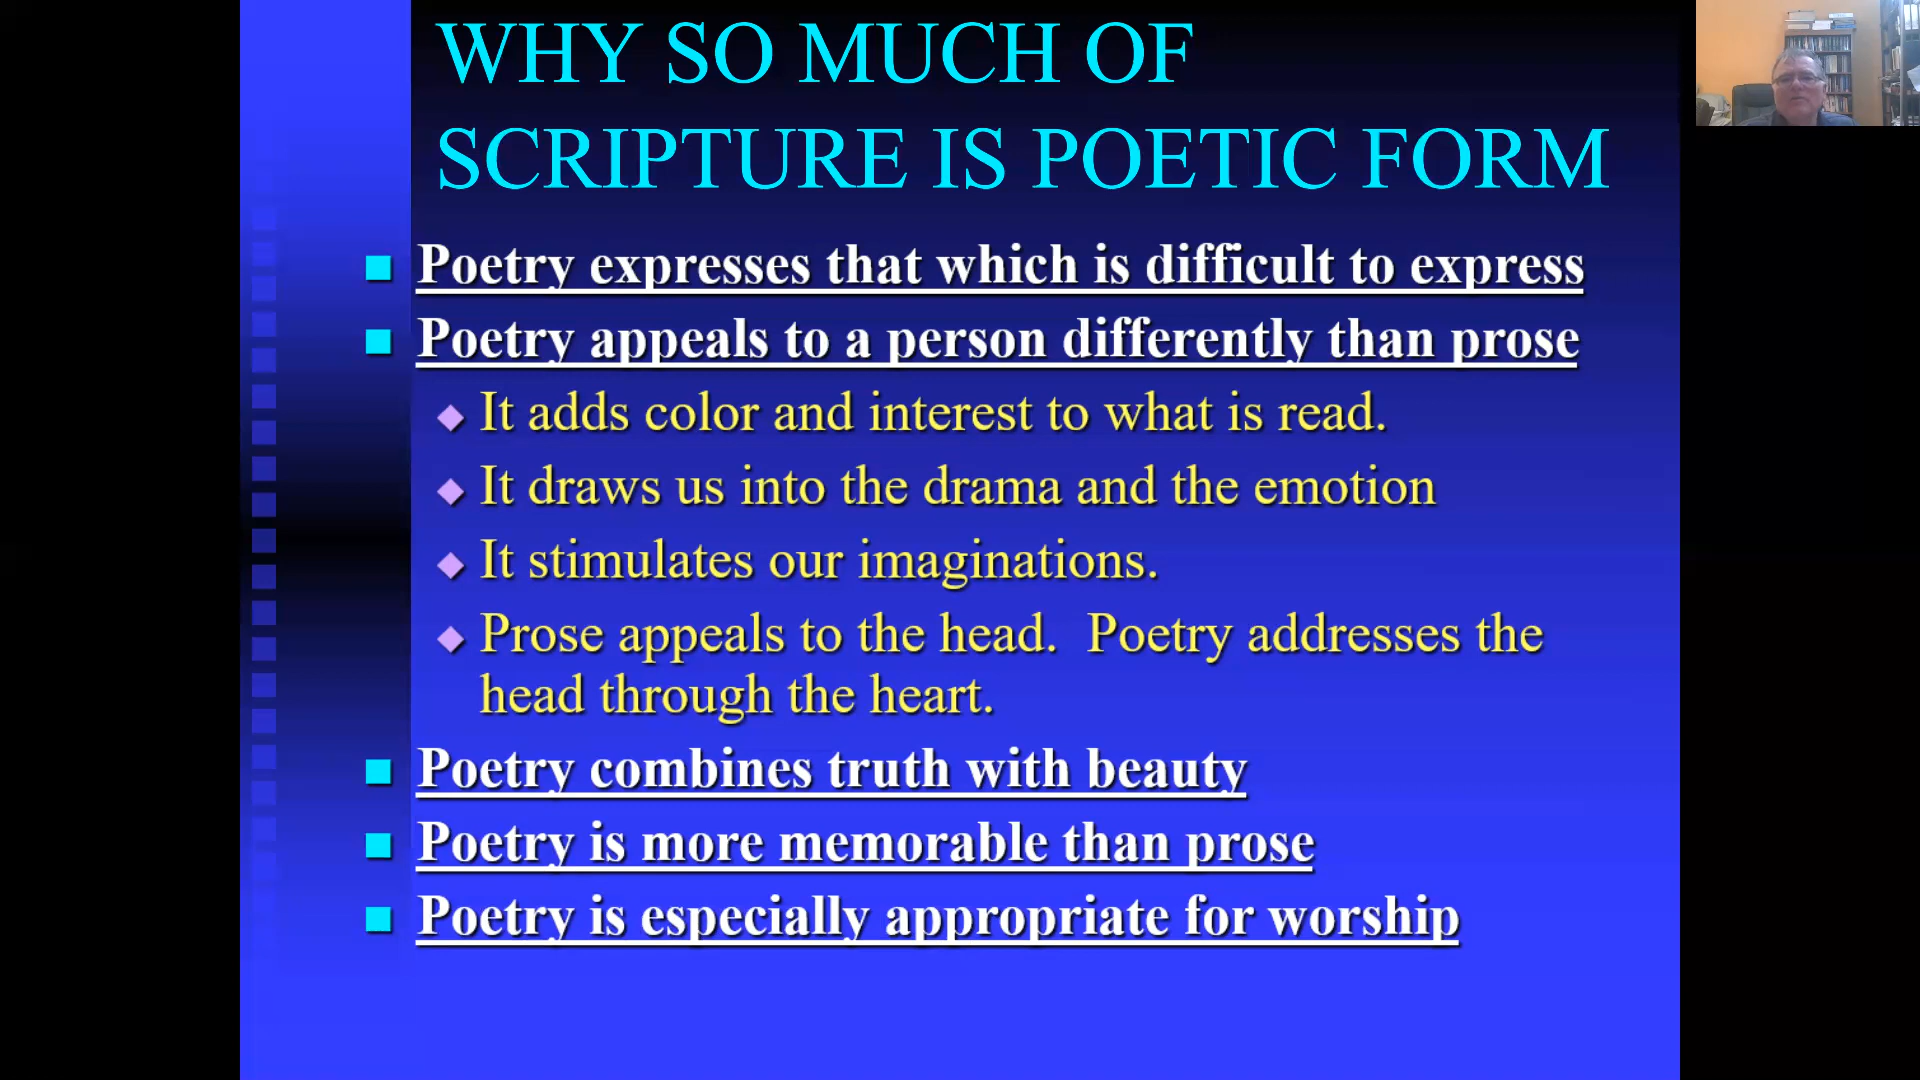 WHY SO MUCH OF
SCRIPTURE IS POETIC FORM
Poetry expresses that which is difficult to express
Poetry appeals to a person differently than prose
It adds color and interest to what is read.
It draws us into the drama and the emotion
It stimulates our imaginations.
Prose appeals to the head.  Poetry addresses the
head through the heart.
Poetry combines truth with beauty
Poetry is more memorable than prose
Poetry is especially appropriate for worship